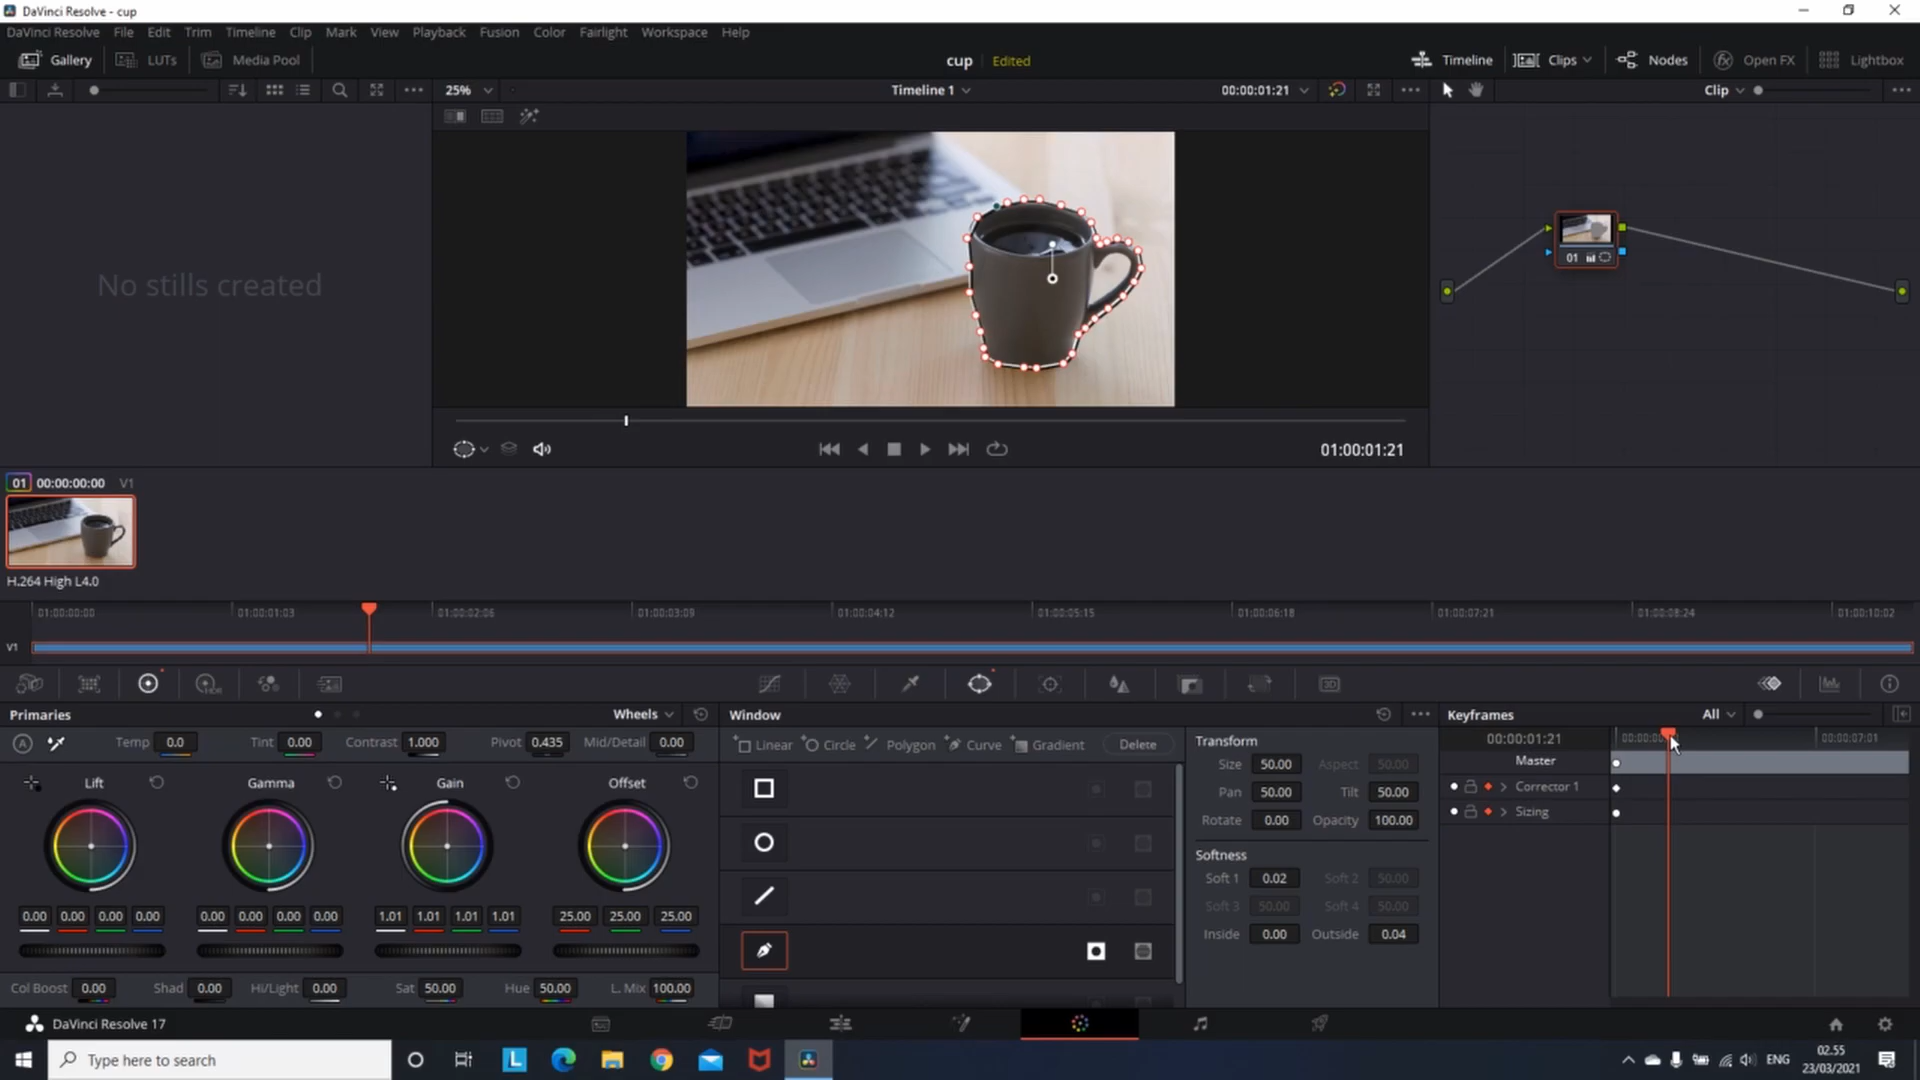 DaVinci Resolve - cup
DaVinci Resolve File Edit Trim Timeline Clip Mark View Playback Fusion Color Fairlight Workspace Help
Gallery LUTs Media Pool cup Edited Timeline Clips Nodes Open FX Lightbox
25% Timeline 1 00:00:01:21 Clip
No stills created
01
01:00:01:21
01 00:00:00:00 V1
H.264 High L4.0
01:00:00:00 01:00:01:03 01:00:02:06 01:00:03:09 01:00:04:12 01:00:05:15 01:00:06:18 01:00:07:21 01:00:08:24 01:00:10:02
V1
HDR 3D
Primaries Wheels Window Keyframes All
A Temp 0.0 Tint 0.00 Contrast 1.000 Pivot 0.435 Mid/Detail 0.00
Linear Circle Polygon Curve Gradient Delete
Transform
00:00:01:21 00:00:07:01
Master
Size 50.00 Aspect 50.00
Lift Gamma Gain Offset
Pan 50.00 Tilt 50.00
Corrector 1
Sizing
Rotate 0.00 Opacity 100.00
Softness
Soft 1 0.02 Soft 2 50.00
Soft 3 50.00 Soft 4 50.00
Inside 0.00 Outside 0.04
0.00 0.00 0.00 0.00 0.00 0.00 0.00 0.00 1.01 1.01 1.01 1.01 25.00 25.00 25.00
Col Boost 0.00 Shad 0.00 Hi/Light 0.00 Sat 50.00 Hue 50.00 L. Mix 100.00
DaVinci Resolve 17
Type here to search
L
ENG
02.55
23/03/2021